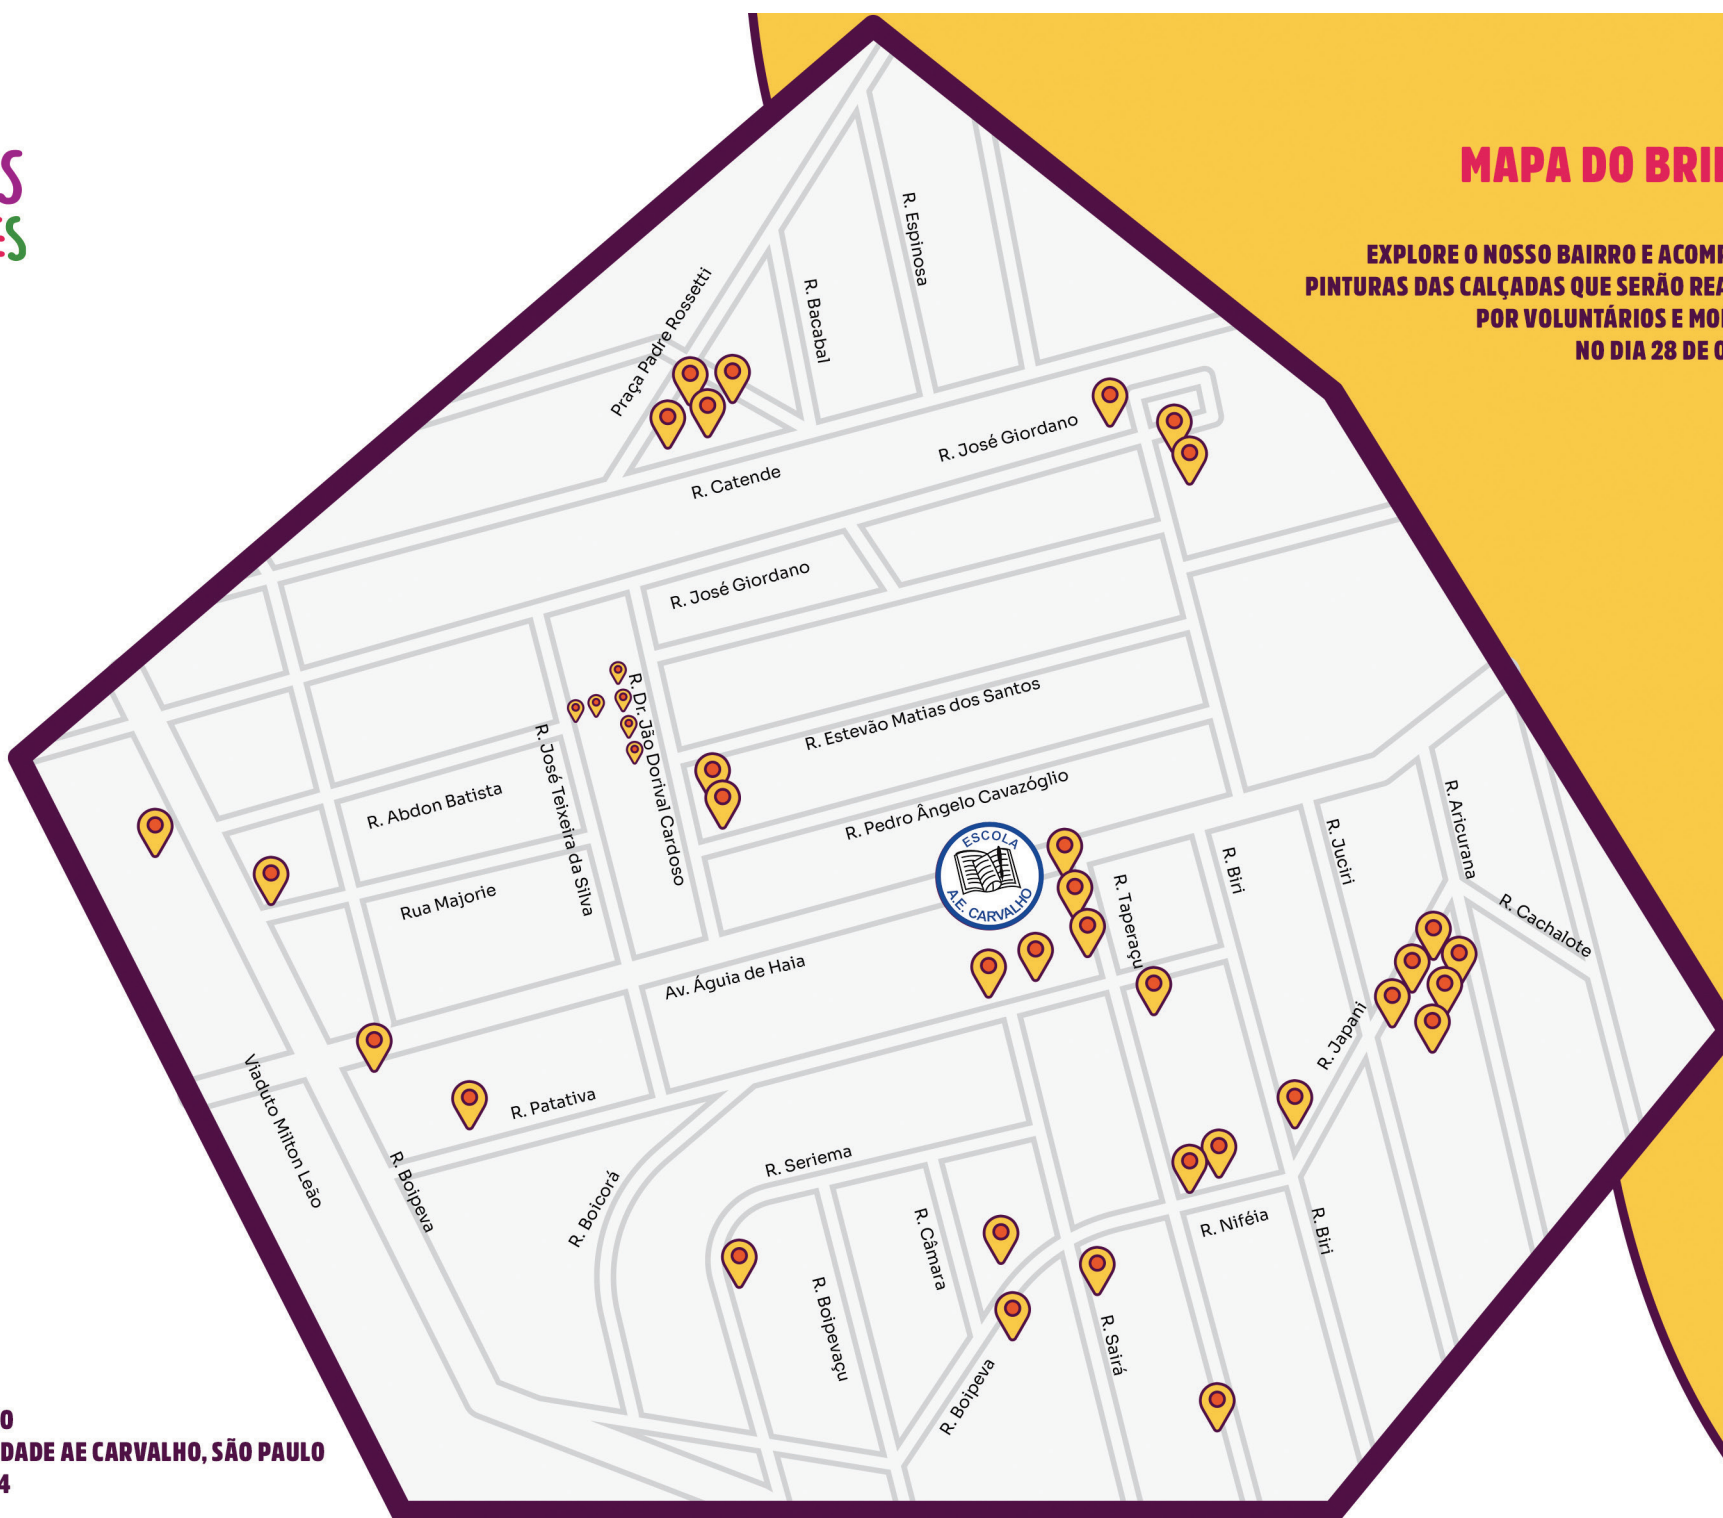 S
ES
MAPA DO BRI
EXPLORE O NOSSO BAIRRO E ACOMP
PINTURAS DAS CALÇADAS QUE SERÃO REA
POR VOLUNTÁRIOS E MO
NO DIA 28 DE O
R. Espinosa
R. Bacabal
Praça Padre Rossetti
R. José Giordano
R. Catende
R. José Giordano
R. Dr. Jão Dorival Cardoso
R. Estevão Matias dos Santos
R. José Teixeira da Silva
R. Abdon Batista
R. Pedro Ângelo Cavazóglio
ESCOLA
A.E. CARVALHO
R. Aricurana
R. Juciri
R. Biri
R. Taperaçu
Rua Majorie
R. Cachalote
Av. Águia de Haia
R. Japani
Viaduto Milton Leão
R. Patativa
R. Boipeva
R. Seriema
R. Boicorá
R. Câmara
R. Niféia
R. Biri
R. Boipevaçu
R. Sairá
R. Boipeva
O
DADE AE CARVALHO, SÃO PAULO
4